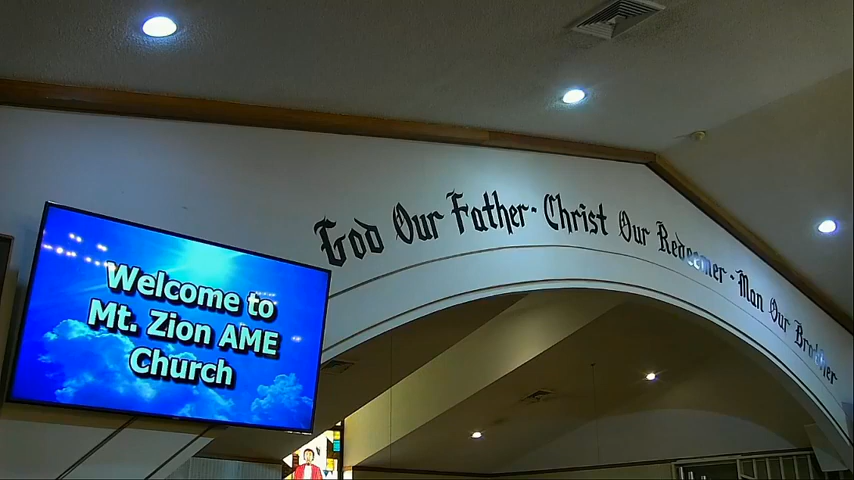 Welcome to
Mt. Zion AME
Church
God Our Father - Christ Our Redeemer - Man Our Brother